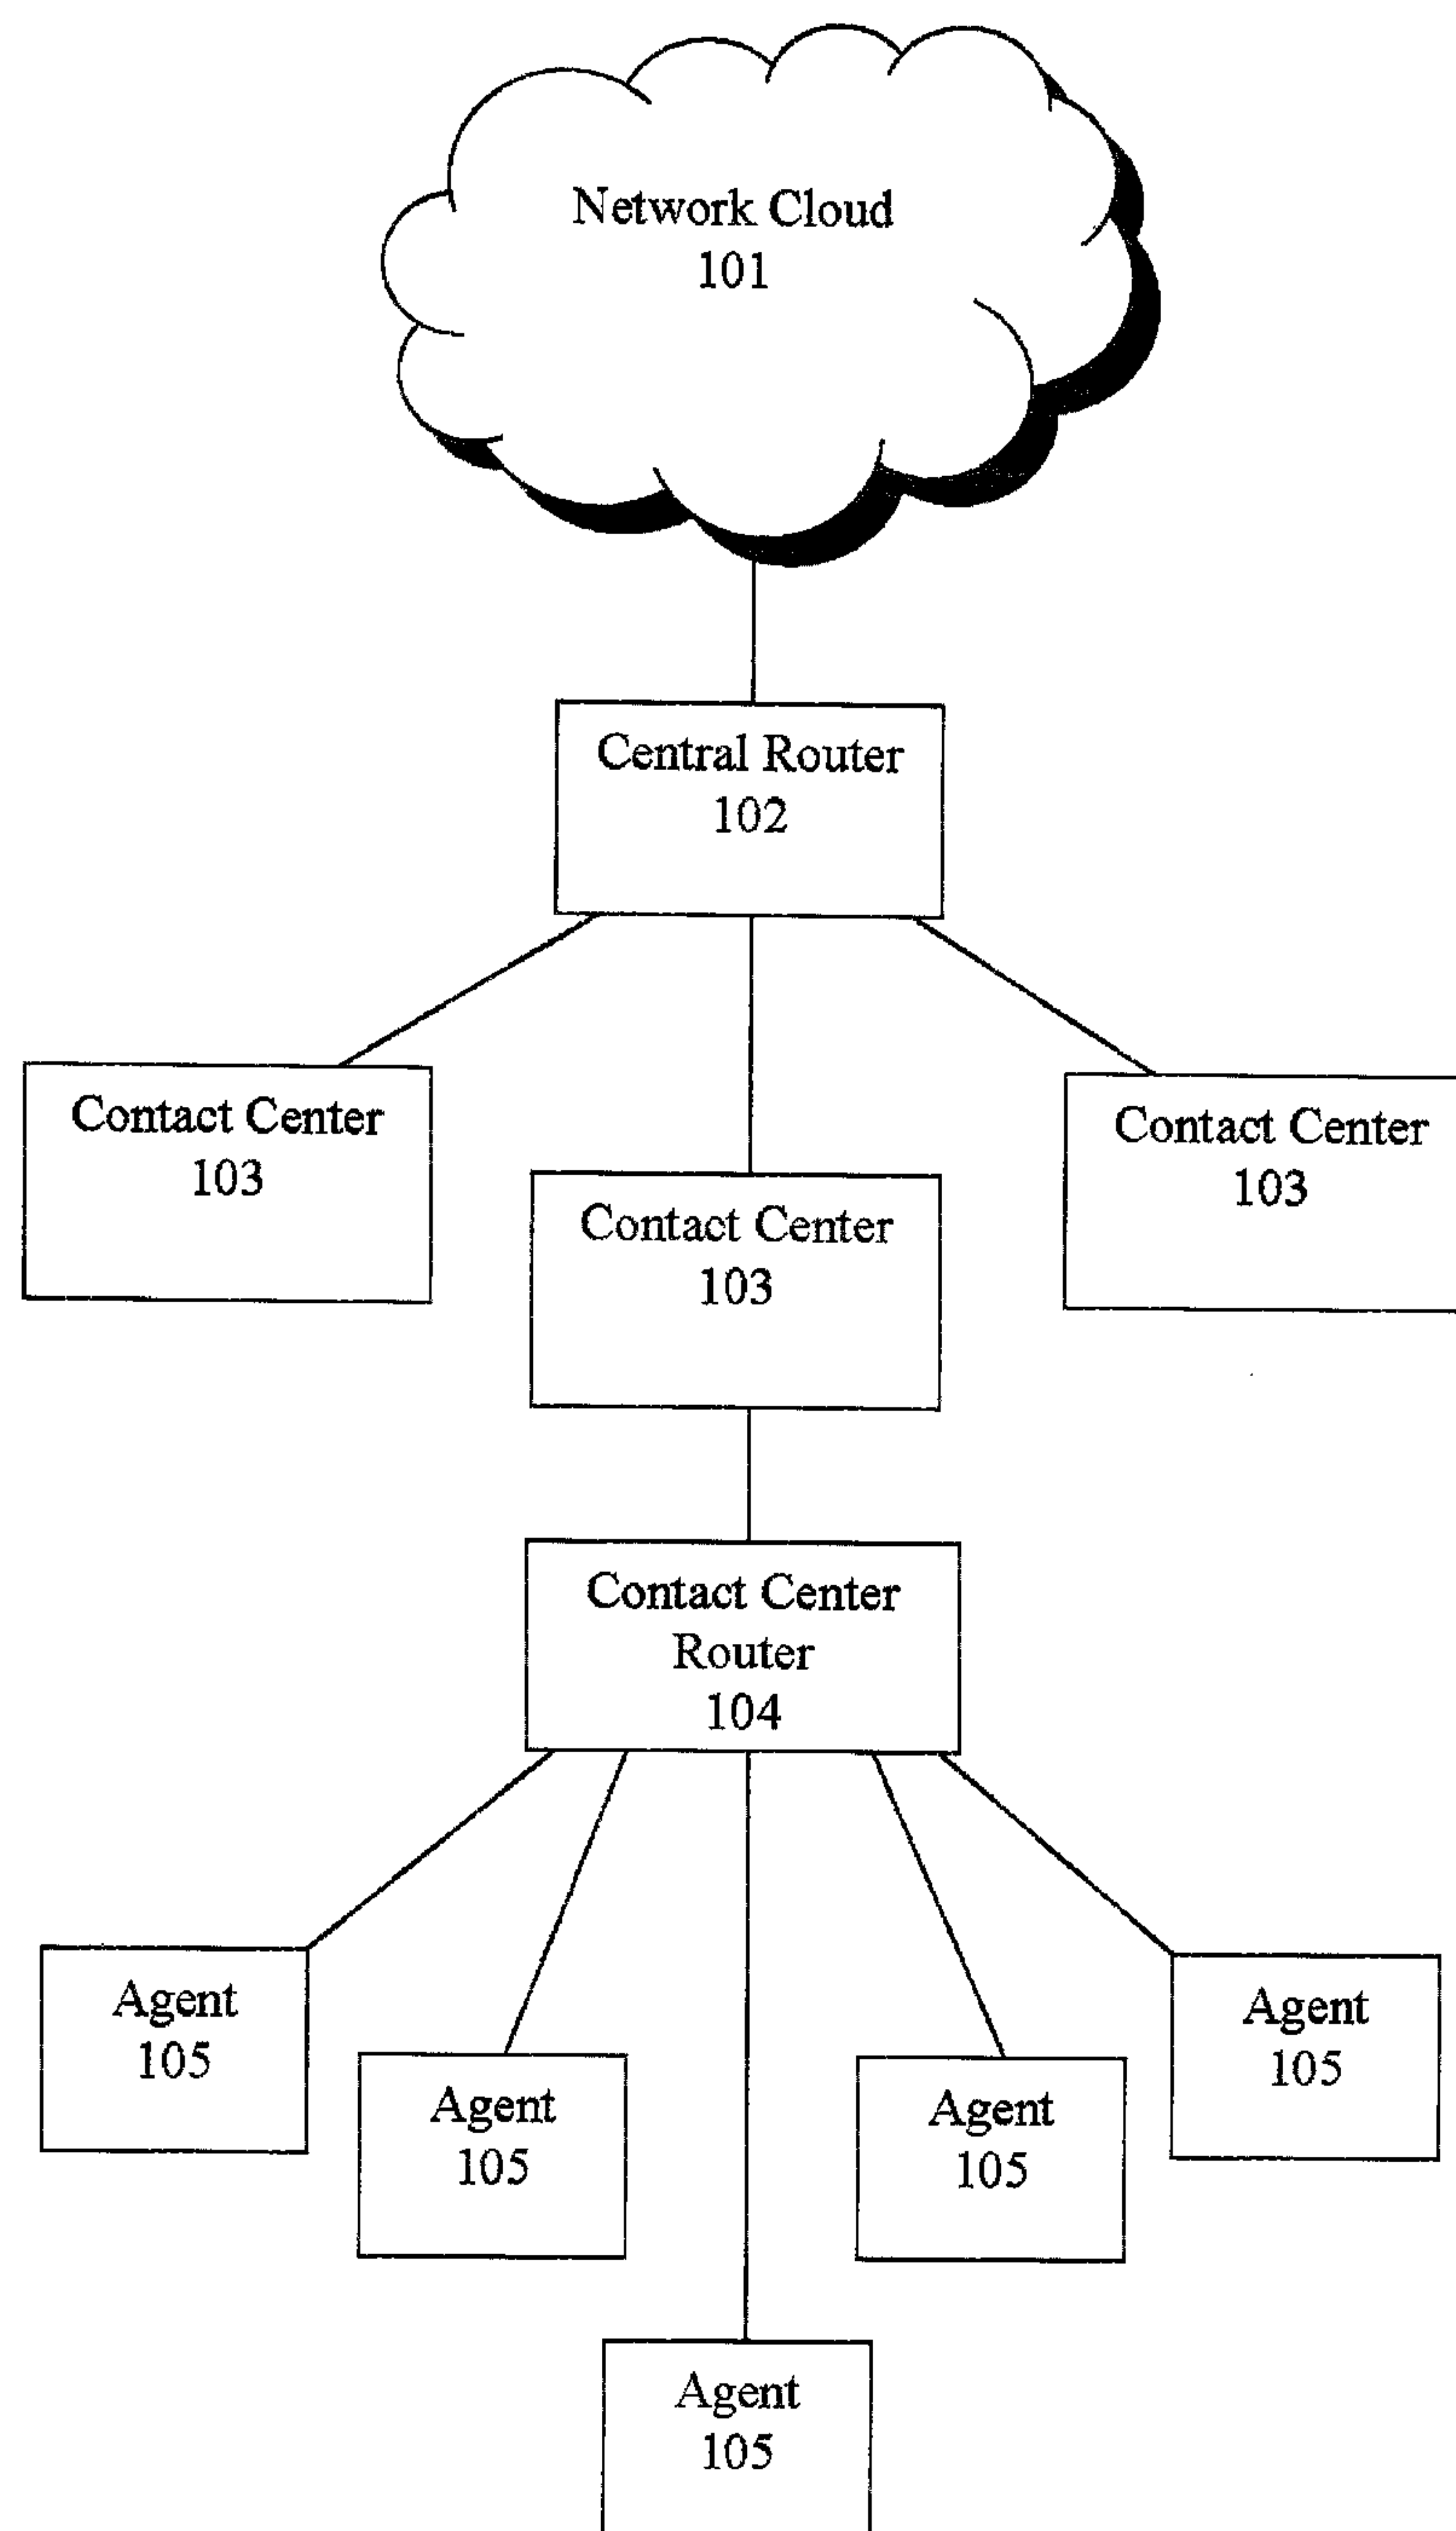 Network Cloud
101
Central Router
102
Contact Center
103
Contact Center
103
Contact Center
103
Contact Center
Router
104
Agent
105
Agent
105
Agent
105
Agent
105
Agent
105